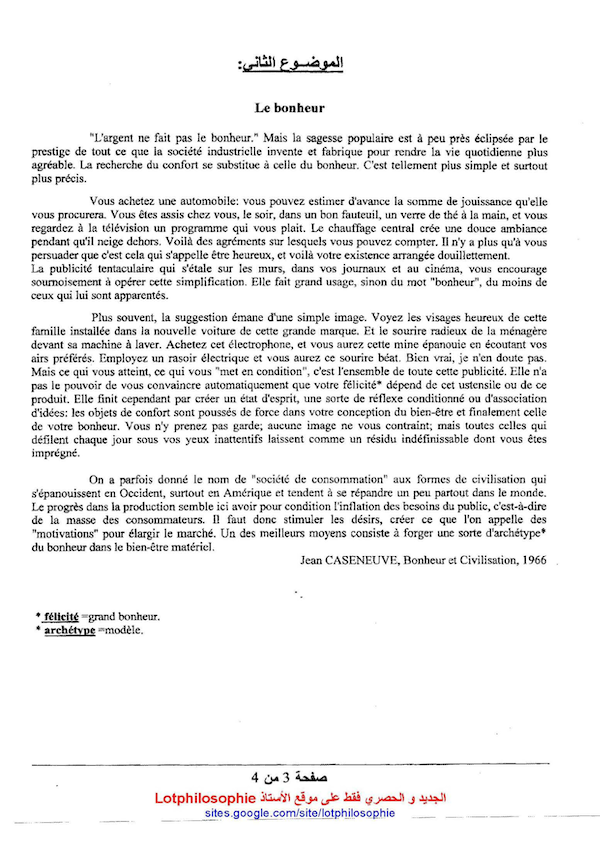 الموضـوع الثاني:
Le bonheur
"L'argent ne fait pas le bonheur." Mais la sagesse populaire est à peu près éclipsée par le
prestige de tout ce que la société industrielle invente et fabrique pour rendre la vie quotidienne plus
agréable. La recherche du confort se substitue à celle du bonheur. C'est tellement plus simple et surtout
plus précis.
Vous achetez une automobile: vous pouvez estimer d'avance la somme de jouissance qu'elle
vous procurera. Vous êtes assis chez vous, le soir, dans un bon fauteuil, un verre de thé à la main, et vous
regardez à la télévision un programme qui vous plait. Le chauffage central crée une douce ambiance
pendant qu'il neige dehors. Voilà des agréments sur lesquels vous pouvez compter. Il n'y a plus qu'à vous
persuader que c'est cela qui s'appelle être heureux, et voilà votre existence arrangée douillettement.
La publicité tentaculaire qui s'étale sur les murs, dans vos journaux et au cinéma, vous encourage
sournoisement à opérer cette simplification. Elle fait grand usage, sinon du mot "bonheur", du moins de
ceux qui lui sont apparentés.
Plus souvent, la suggestion émane d'une simple image. Voyez les visages heureux de cette
famille installée dans la nouvelle voiture de cette grande marque. Et le sourire radieux de la ménagère
devant sa machine à laver. Achetez cet électrophone, et vous aurez cette mine épanouie en écoutant vos
airs préférés. Employez un rasoir électrique et vous aurez ce sourire béat. Bien vrai, je n'en doute pas.
Mais ce qui vous atteint, ce qui vous "met en condition", c'est l'ensemble de toute cette publicité. Elle n'a
pas le pouvoir de vous convaincre automatiquement que votre félicité* dépend de cet ustensile ou de ce
produit. Elle finit cependant par créer un état d'esprit, une sorte de réflexe conditionné ou d'association
d'idées: les objets de confort sont poussés de force dans votre conception du bien-être et finalement celle
de votre bonheur. Vous n'y prenez pas garde; aucune image ne vous contraint; mais toutes celles qui
défilent chaque jour sous vos yeux inattentifs laissent comme un résidu indéfinissable dont vous êtes
imprégné.
On a parfois donné le nom de "société de consommation" aux formes de civilisation qui
s'épanouissent en Occident, surtout en Amérique et tendent à se répandre un peu partout dans le monde.
Le progrès dans la production semble ici avoir pour condition l'inflation des besoins du public, c'est-à-dire
de la masse des consommateurs. Il faut donc stimuler les désirs, créer ce que l'on appelle des
"motivations" pour élargir le marché. Un des meilleurs moyens consiste à forger une sorte d'archétype*
du bonheur dans le bien-être matériel.
Jean CASENEUVE, Bonheur et Civilisation, 1966
* félicité =grand bonheur.
* archétype =modèle.
صفحة 3 من 4
الجديد و الحصري فقط على موقع الأستاذ Lotphilosophie
sites.google.com/site/lotphilosophie